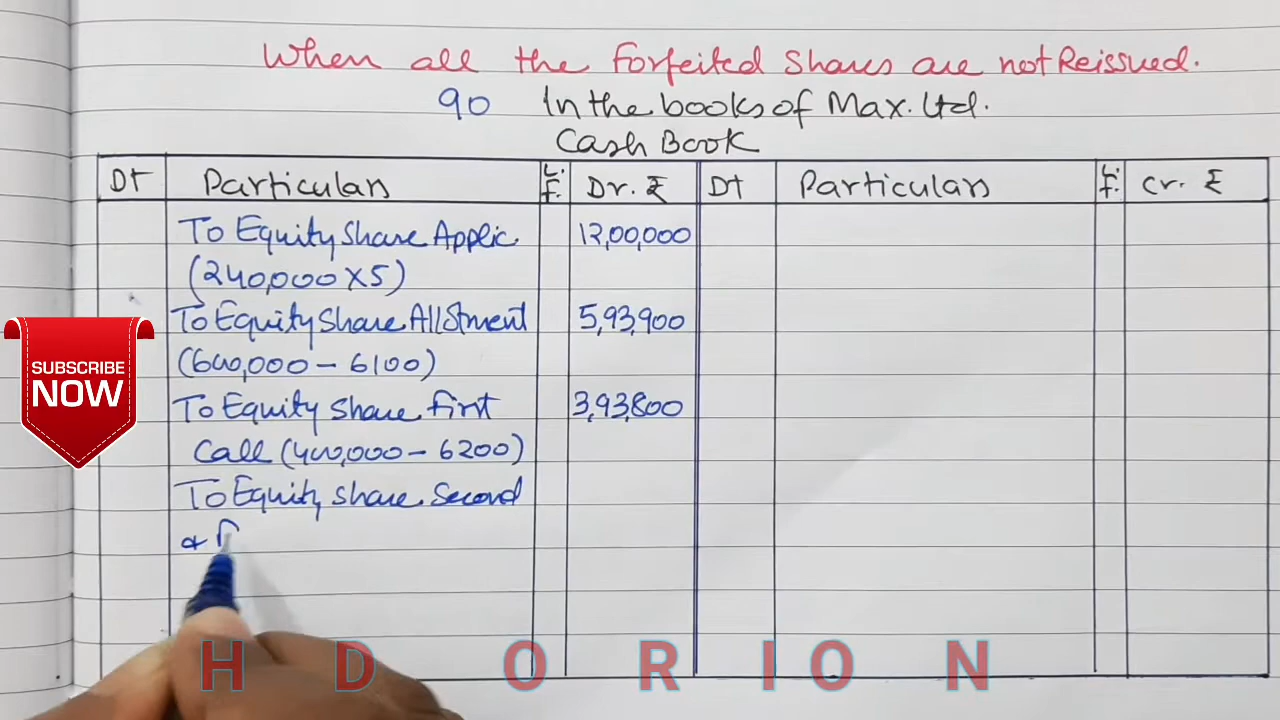 When all the Forfeited Shares are not Reissued.
90 In the books of Max. Ltd.
Cash Book
Dt Particulars L.F. Dr. ₹ Dt Particulars L.F. Cr. ₹
To Equity Share Applic. 12,00,000
(240,000 X 5)
To Equity Share Allotment 5,93,900
(600,000 - 6100)
To Equity Share First 3,93,800
Call (400,000 - 6200)
To Equity Share Second
&
SUBSCRIBE
NOW
H D O R I O N